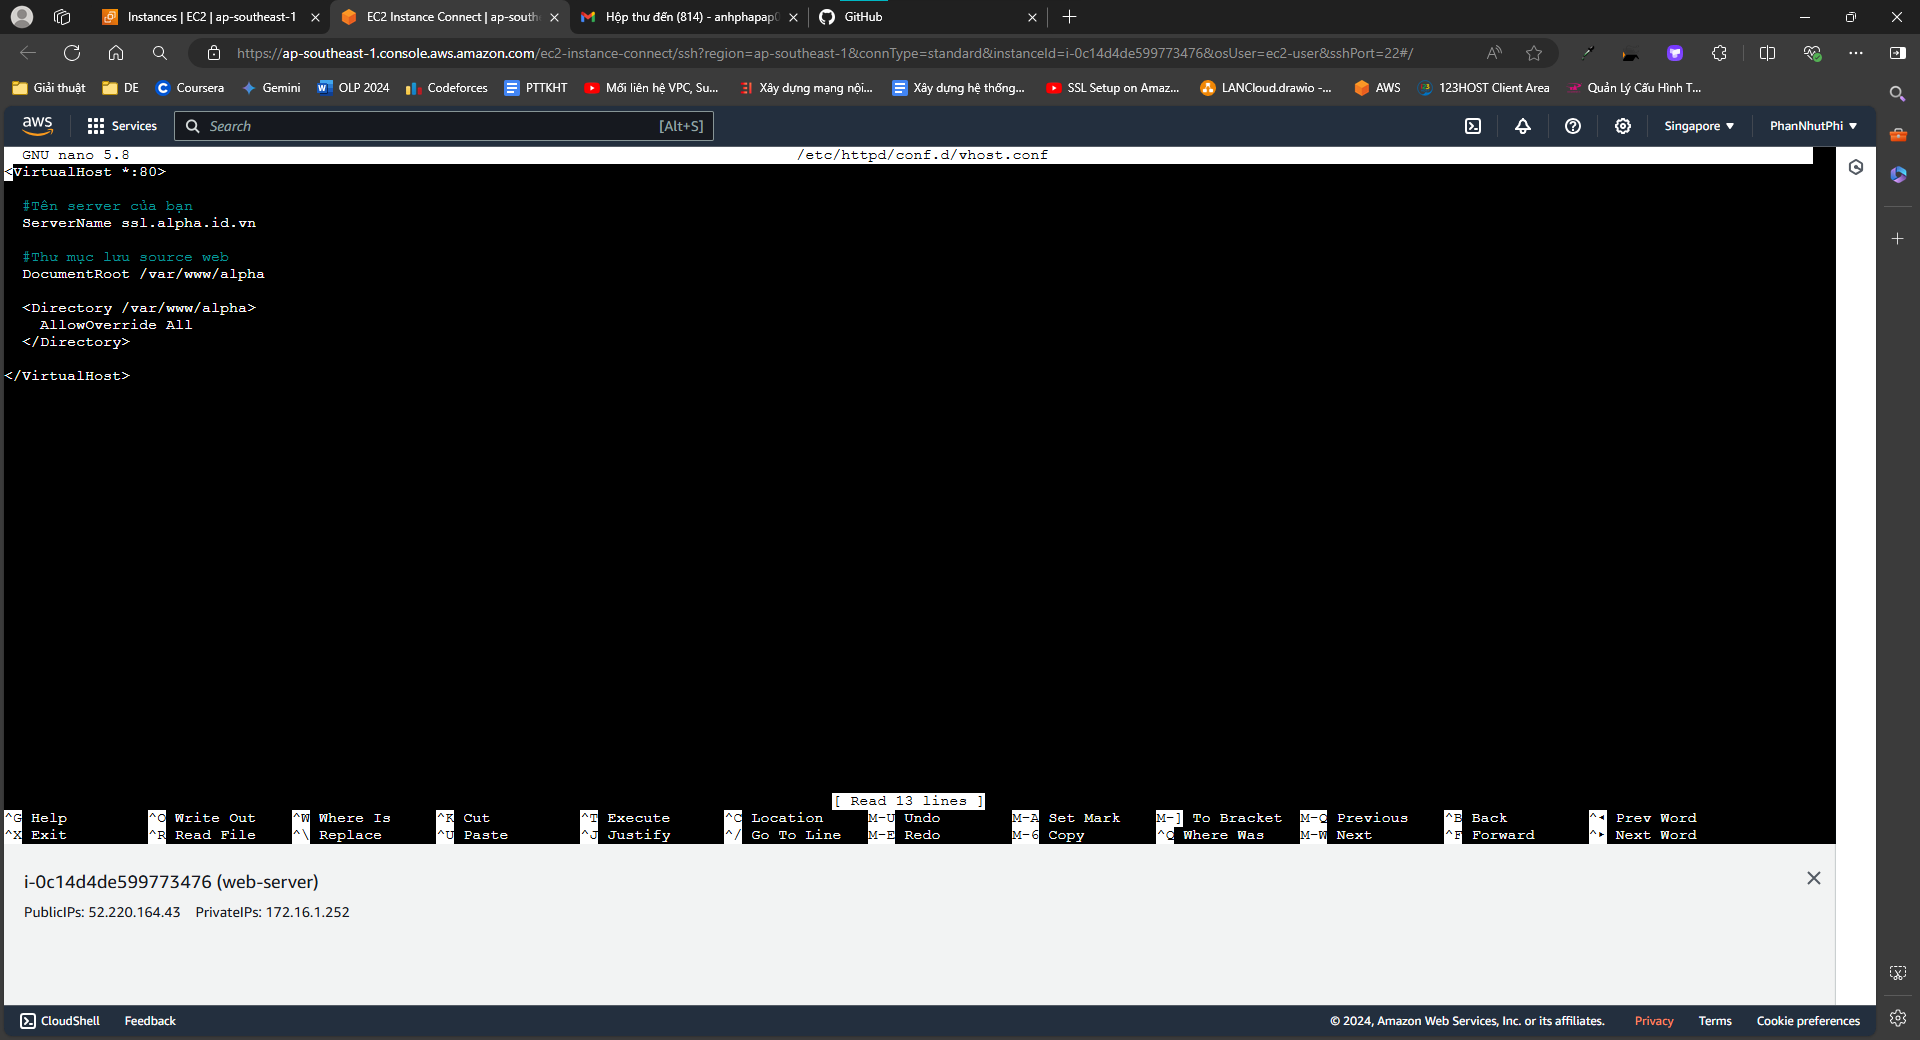 Instances | EC2 | ap-southeast-1
EC2 Instance Connect | ap-south
Hộp thư đến (814) - anhphapap
GitHub
https://ap-southeast-1.console.aws.amazon.com/ec2-instance-connect/ssh?region=ap-southeast-1&connType=standard&instanceId=i-0c14d4de599773476&osUser=ec2-user&sshPort=22#/
Giải thuật
DE
Coursera
Gemini
OLP 2024
Codeforces
PTTKHT
Mối liên hệ VPC, Su...
Xây dựng mạng nội...
Xây dựng hệ thống...
SSL Setup on Amaz...
LANCloud.drawio -...
AWS
123HOST Client Area
Quản Lý Cấu Hình T...
aws
Services
Search
[Alt+S]
Singapore
PhanNhutPhi
GNU nano 5.8
/etc/httpd/conf.d/vhost.conf
<VirtualHost *:80>
#Tên server của bạn
ServerName ssl.alpha.id.vn
#Thư mục lưu source web
DocumentRoot /var/www/alpha
<Directory /var/www/alpha>
AllowOverride All
</Directory>
</VirtualHost>
[ Read 13 lines ]
^G Help ^O Write Out ^W Where Is ^K Cut ^T Execute ^C Location M-U Undo M-A Set Mark M-] To Bracket M-Q Previous ^B Back ^◂ Prev Word
^X Exit ^R Read File ^\ Replace ^U Paste ^J Justify ^/ Go To Line M-E Redo M-6 Copy ^Q Where Was M-W Next ^F Forward ^▸ Next Word
i-0c14d4de599773476 (web-server)
PublicIPs: 52.220.164.43 PrivateIPs: 172.16.1.252
CloudShell
Feedback
© 2024, Amazon Web Services, Inc. or its affiliates.
Privacy
Terms
Cookie preferences